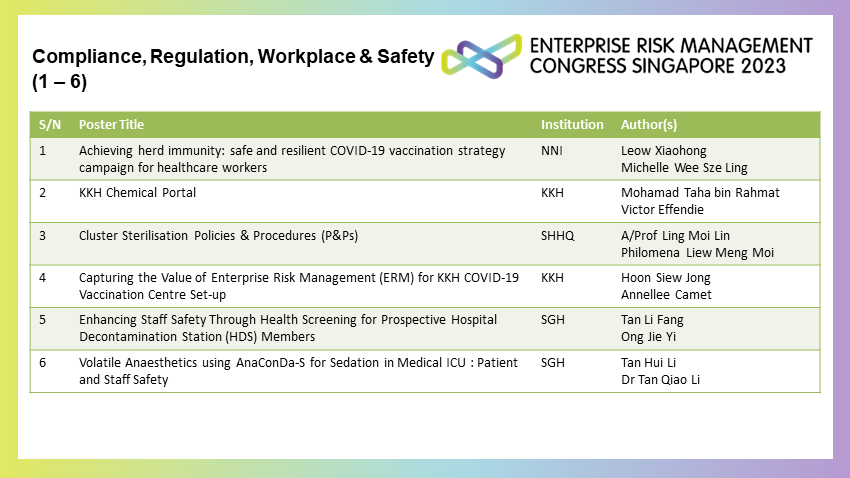 Compliance, Regulation, Workplace & Safety
(1 – 6)
ENTERPRISE RISK MANAGEMENT
CONGRESS SINGAPORE 2023
S/N Poster Title Institution Author(s)
1 Achieving herd immunity: safe and resilient COVID-19 vaccination strategy NNI Leow Xiaohong
campaign for healthcare workers Michelle Wee Sze Ling
2 KKH Chemical Portal KKH Mohamad Taha bin Rahmat
Victor Effendie
3 Cluster Sterilisation Policies & Procedures (P&Ps) SHHQ A/Prof Ling Moi Lin
Philomena Liew Meng Moi
4 Capturing the Value of Enterprise Risk Management (ERM) for KKH COVID-19 KKH Hoon Siew Jong
Vaccination Centre Set-up Annellee Camet
5 Enhancing Staff Safety Through Health Screening for Prospective Hospital SGH Tan Li Fang
Decontamination Station (HDS) Members Ong Jie Yi
6 Volatile Anaesthetics using AnaConDa-S for Sedation in Medical ICU : Patient SGH Tan Hui Li
and Staff Safety Dr Tan Qiao Li